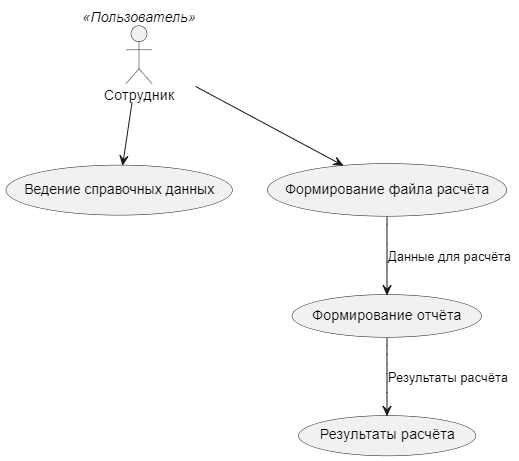 «Пользователь»
Сотрудник
Ведение справочных данных
Формирование файла расчёта
Данные для расчёта
Формирование отчёта
Результаты расчёта
Результаты расчёта